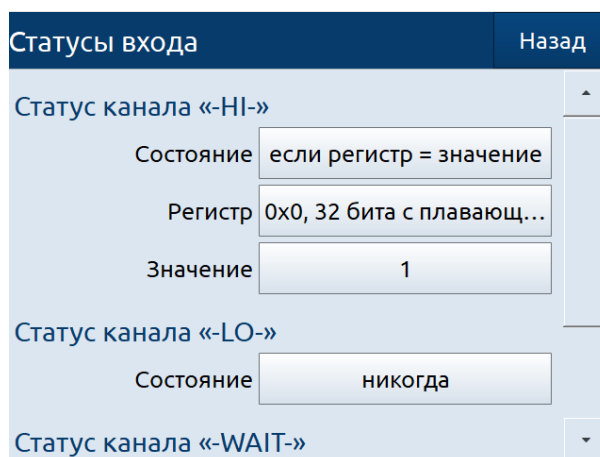 Статусы входа Назад
Статус канала «-HI-»
Состояние если регистр = значение
Регистр 0x0, 32 бита с плавающ...
Значение 1
Статус канала «-LO-»
Состояние никогда
Статус канала «-WAIT-»